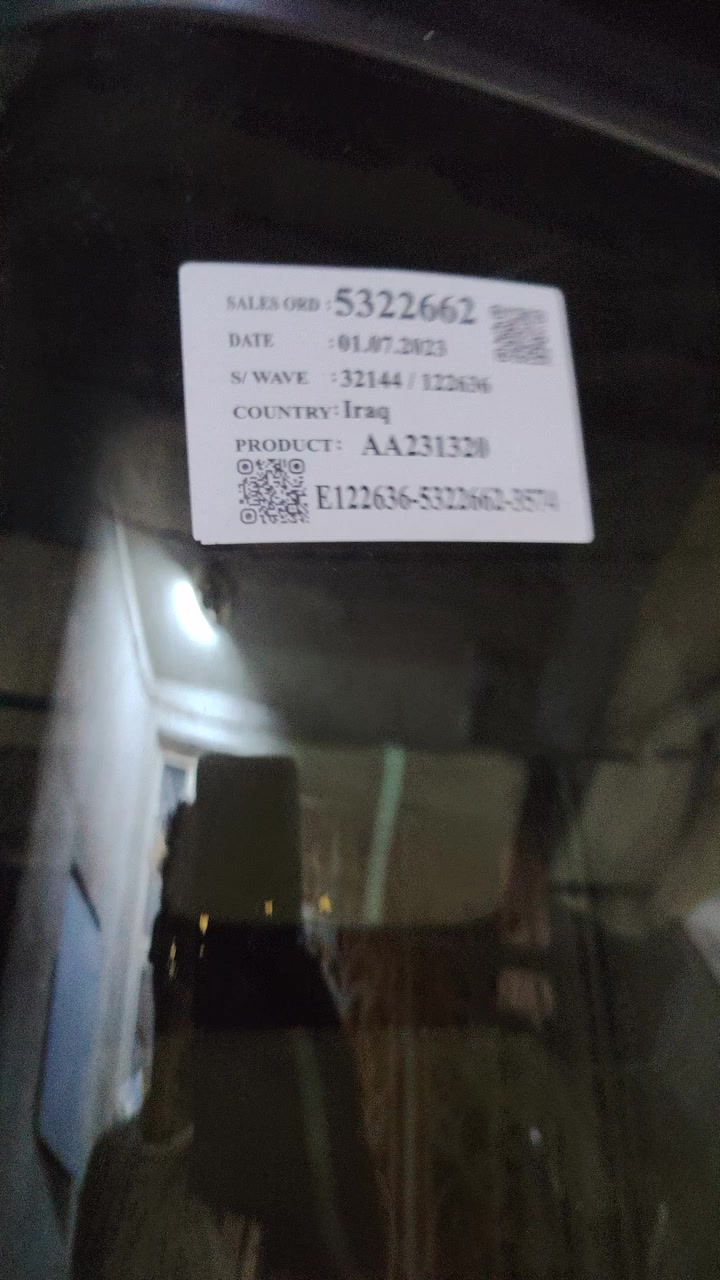 SALES ORD : 5322662
DATE : 01.07.2023
S/ WAVE : 32144 / 122636
COUNTRY: Iraq
PRODUCT: AA231320
E122636-5322662-3574